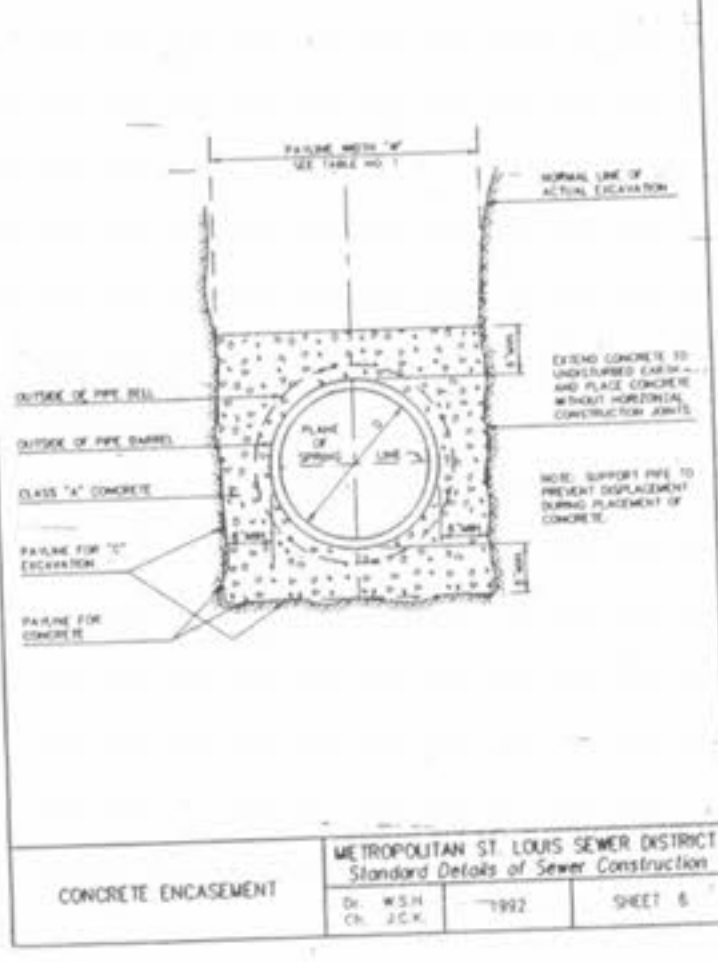 PAYLINE WIDTH "W"
SEE TABLE NO. 1
NORMAL LINE OF
ACTUAL EXCAVATION
EXTEND CONCRETE TO
UNDISTURBED EARTH
AND PLACE CONCRETE
WITHOUT HORIZONTAL
CONSTRUCTION JOINTS
OUTSIDE OF PIPE BELL
OUTSIDE OF PIPE BARREL
CLASS "A" CONCRETE
PAYLINE FOR "C"
EXCAVATION
PAYLINE FOR
CONCRETE
PLANE
OF
SPRING LINE
D
NOTE: SUPPORT PIPE TO
PREVENT DISPLACEMENT
DURING PLACEMENT OF
CONCRETE.
CONCRETE ENCASEMENT
METROPOLITAN ST. LOUIS SEWER DISTRICT
Standard Details of Sewer Construction
Dr. W.S.H
Ch. J.C.K.
1992
SHEET 6